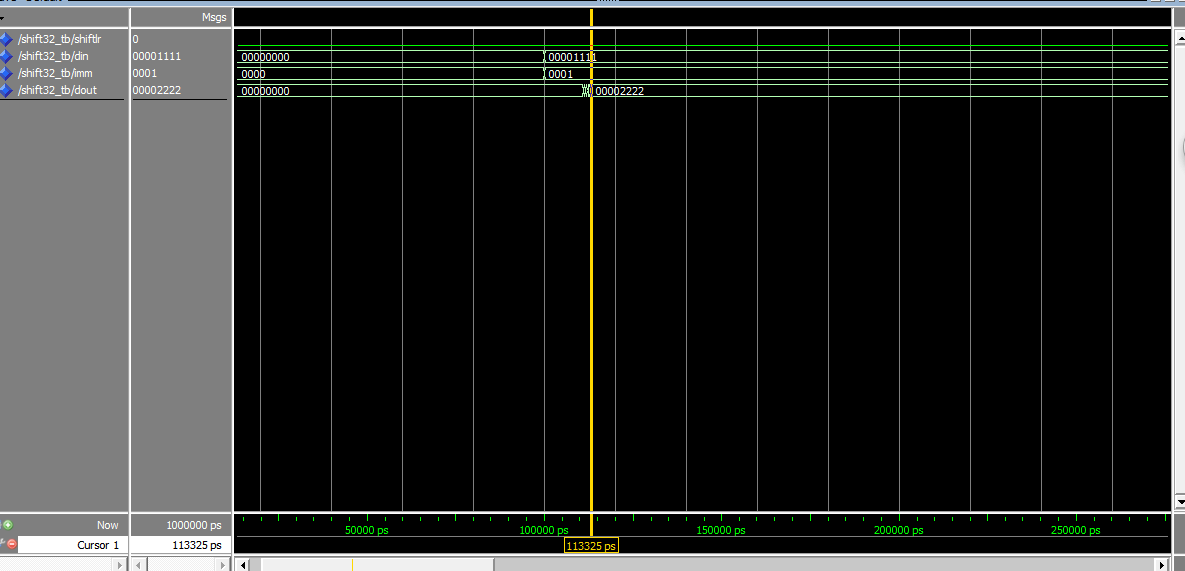 Msgs
/shift32_tb/shiftlr 0
/shift32_tb/din 00001111 00000000 00001111
/shift32_tb/imm 0001 0000 0001
/shift32_tb/dout 00002222 00000000 00002222
Now 1000000 ps 50000 ps 100000 ps 150000 ps 200000 ps 250000 ps
Cursor 1 113325 ps 113325 ps